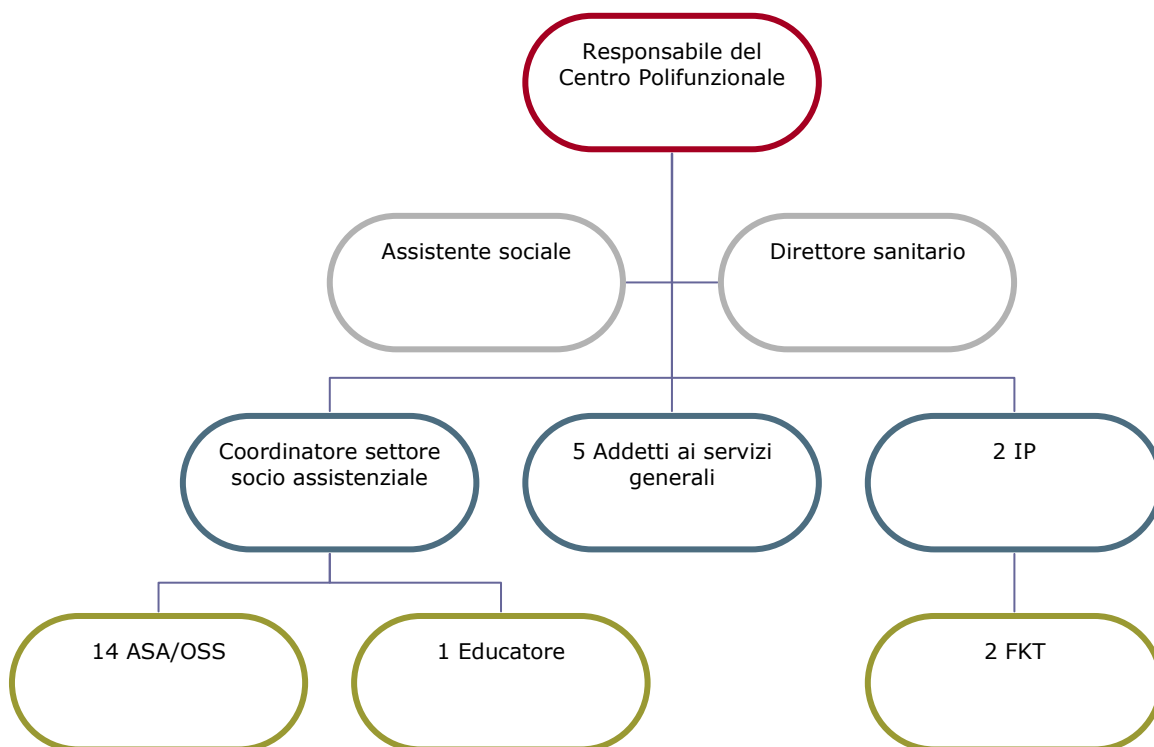 Responsabile del
Centro Polifunzionale
Assistente sociale
Direttore sanitario
Coordinatore settore
socio assistenziale
5 Addetti ai servizi
generali
2 IP
14 ASA/OSS
1 Educatore
2 FKT